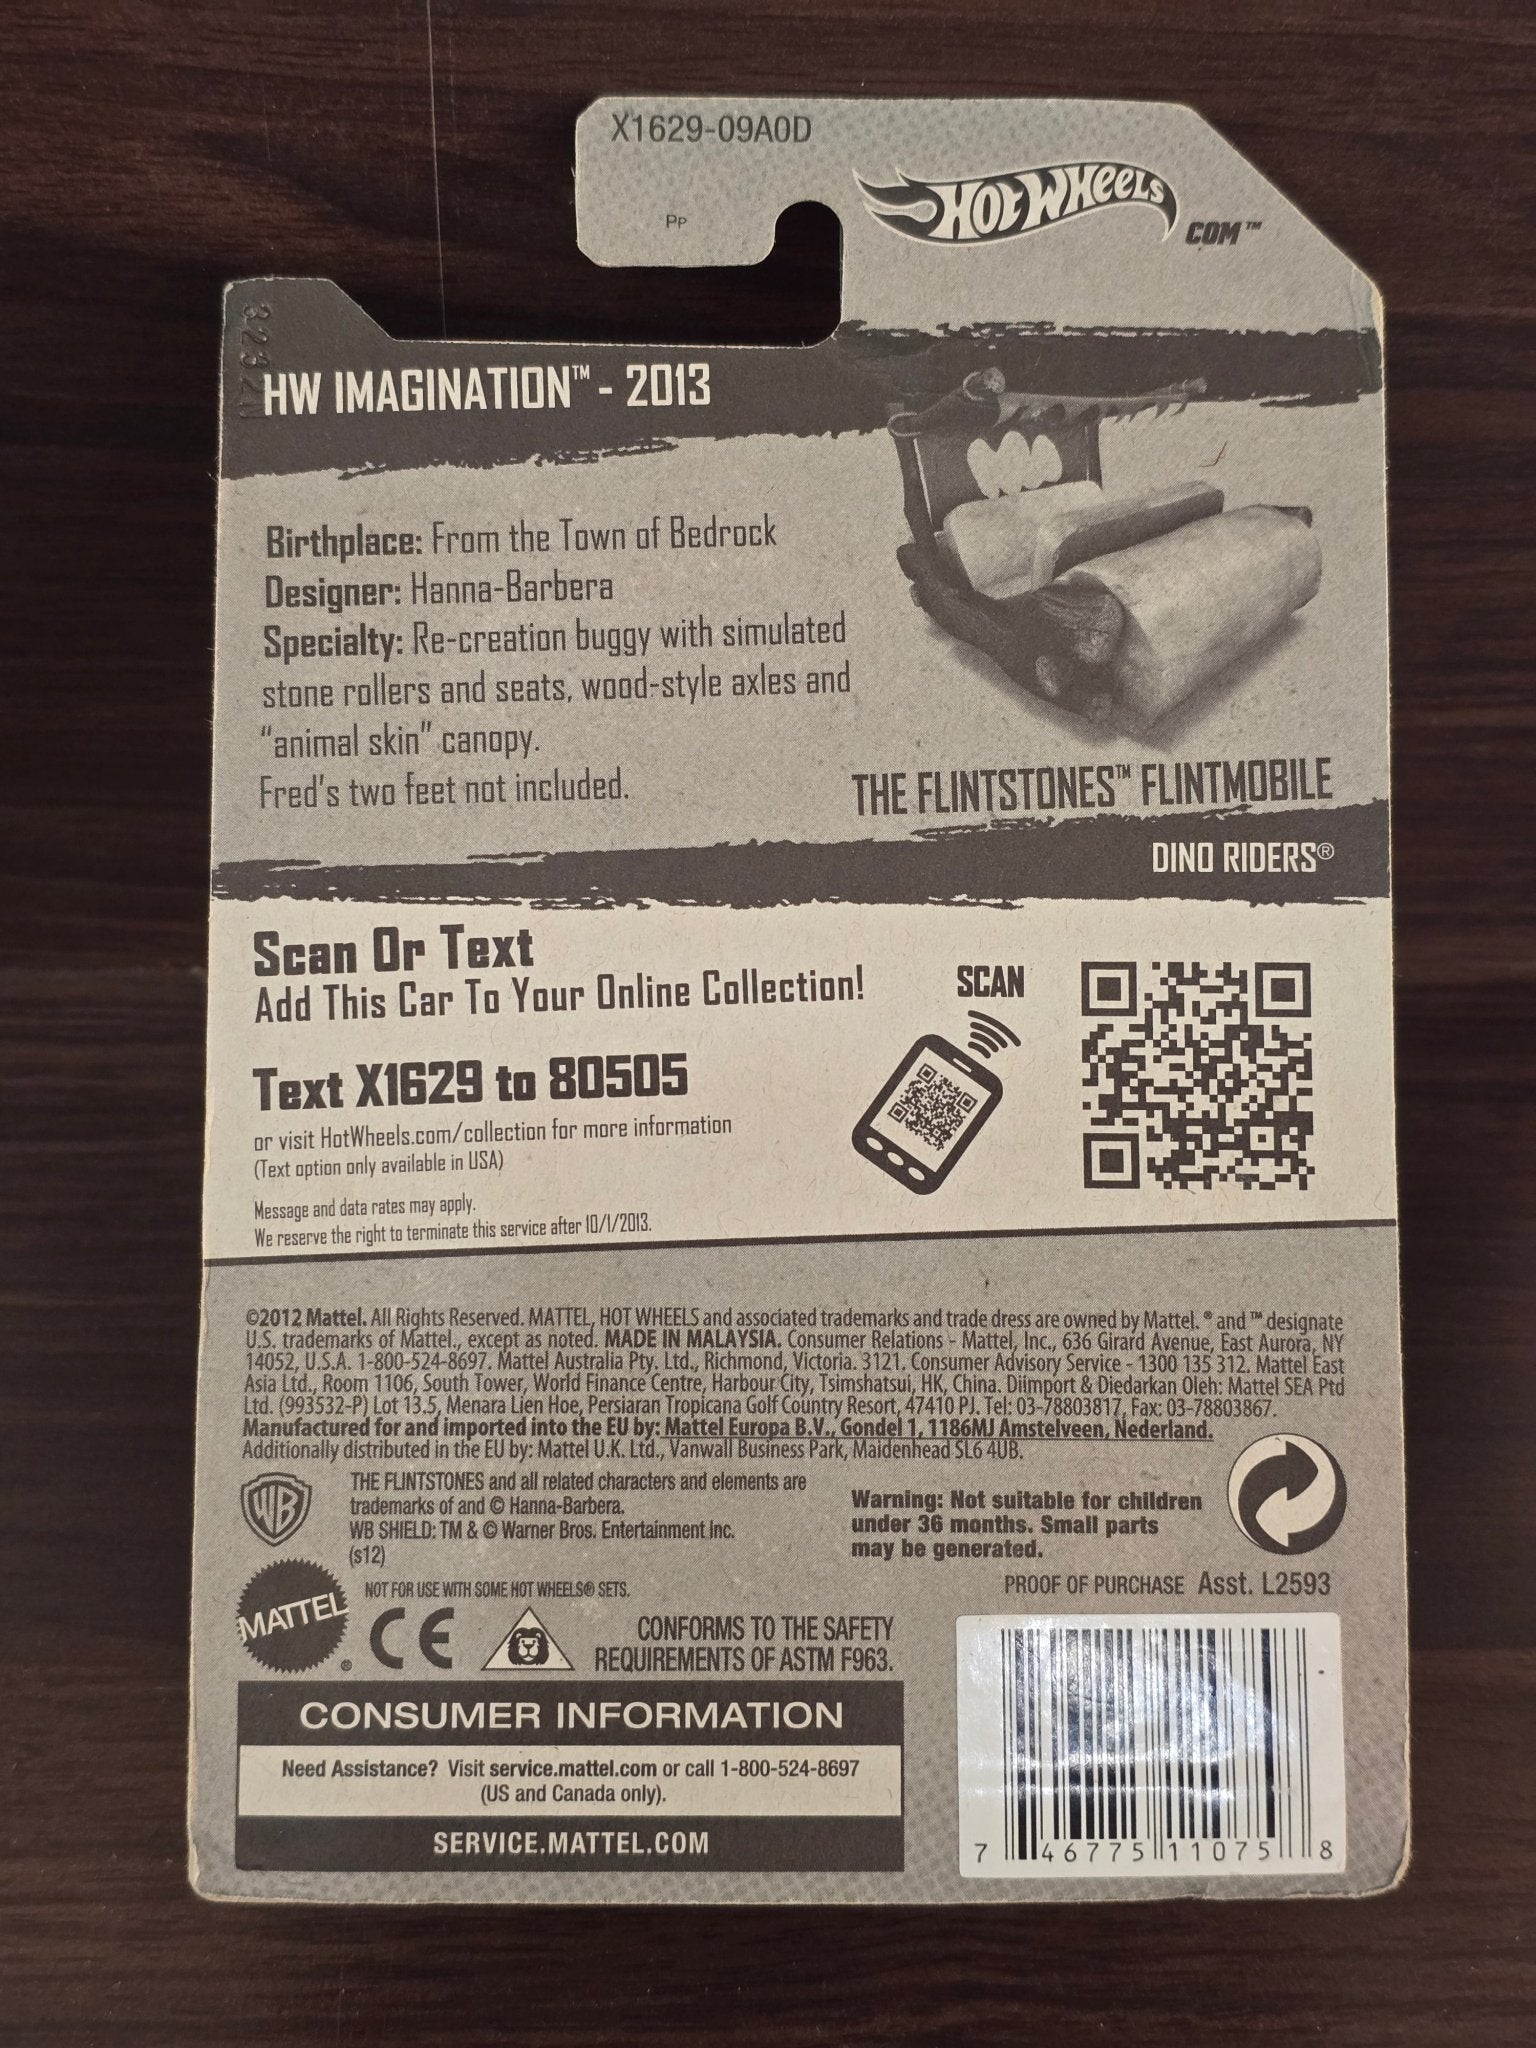 X1629-09A0D
Pp
HOT WHEELS
COM™
HW IMAGINATION™ - 2013
Birthplace: From the Town of Bedrock
Designer: Hanna-Barbera
Specialty: Re-creation buggy with simulated
stone rollers and seats, wood-style axles and
"animal skin" canopy.
Fred's two feet not included.
THE FLINTSTONES™ FLINTMOBILE
DINO RIDERS®
Scan Or Text
Add This Car To Your Online Collection!
SCAN
Text X1629 to 80505
or visit HotWheels.com/collection for more information
(Text option only available in USA)
Message and data rates may apply.
We reserve the right to terminate this service after 10/1/2013.
©2012 Mattel. All Rights Reserved. MATTEL, HOT WHEELS and associated trademarks and trade dress are owned by Mattel. ® and ™ designate
U.S. trademarks of Mattel., except as noted. MADE IN MALAYSIA. Consumer Relations - Mattel, Inc., 636 Girard Avenue, East Aurora, NY
14052, U.S.A. 1-800-524-8697. Mattel Australia Pty. Ltd., Richmond, Victoria. 3121. Consumer Advisory Service - 1300 135 312. Mattel East
Asia Ltd., Room 1106, South Tower, World Finance Centre, Harbour City, Tsimshatsui, HK, China. Diimport & Diedarkan Oleh: Mattel SEA Ptd
Ltd. (993532-P) Lot 13.5, Menara Lien Hoe, Persiaran Tropicana Golf Country Resort, 47410 PJ. Tel: 03-78803817, Fax: 03-78803867.
Manufactured for and imported into the EU by: Mattel Europa B.V., Gondel 1, 1186MJ Amstelveen, Nederland.
Additionally distributed in the EU by: Mattel U.K. Ltd., Vanwall Business Park, Maidenhead SL6 4UB.
WB
THE FLINTSTONES and all related characters and elements are
trademarks of and © Hanna-Barbera.
WB SHIELD: TM & © Warner Bros. Entertainment Inc.
(s12)
Warning: Not suitable for children
under 36 months. Small parts
may be generated.
PROOF OF PURCHASE Asst. L2593
NOT FOR USE WITH SOME HOT WHEELS® SETS.
MATTEL®
CE
CONFORMS TO THE SAFETY
REQUIREMENTS OF ASTM F963.
CONSUMER INFORMATION
Need Assistance? Visit service.mattel.com or call 1-800-524-8697
(US and Canada only).
SERVICE.MATTEL.COM
7 46775 11075 8